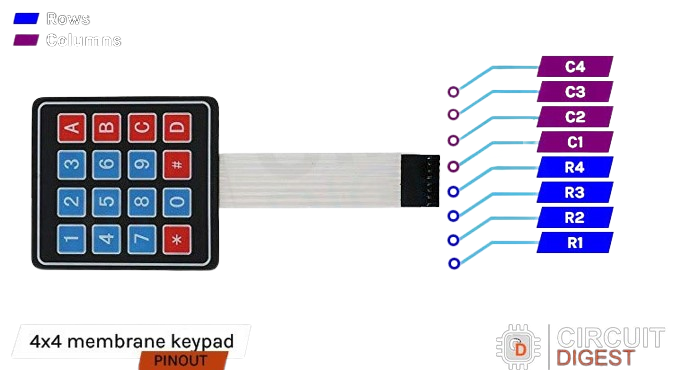 Rows
Columns
C4
C3
C2
C1
R4
R3
R2
R1
A B C D
3 6 9 #
2 5 8 0
1 4 7 *
4x4 membrane keypad
PINOUT
CD
CIRCUIT
DIGEST